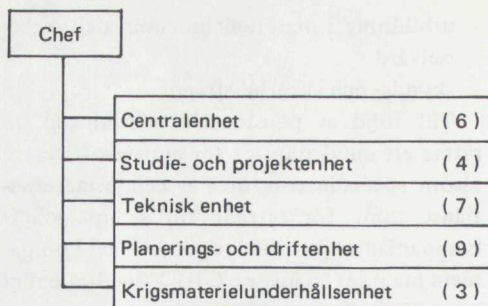 Chef
Centralenhet (6)
Studie- och projektenhet (4)
Teknisk enhet (7)
Planerings- och driftenhet (9)
Krigsmaterielunderhållsenhet (3)